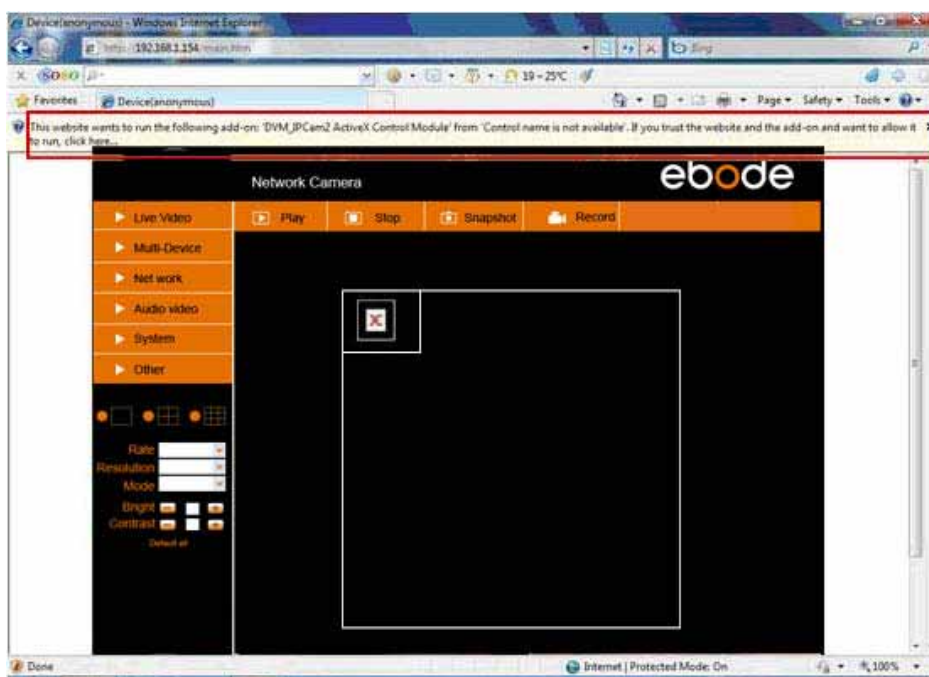 Device(anonymous) - Windows Internet Explorer
http://192.168.1.154/main.htm
Bing
X SOSO 19~25℃
Favorites Device(anonymous) Page Safety Tools
This website wants to run the following add-on: 'DVM_IPCam2 ActiveX Control Module' from 'Control name is not available'. If you trust the website and the add-on and want to allow it
to run, click here...
Network Camera ebode
Live Video Play Stop Snapshot Record
Multi-Device
Net work
Audio video
System
Other
Rate
Resolution
Mode
Bright
Contrast
Default all
Done Internet | Protected Mode: On 100%